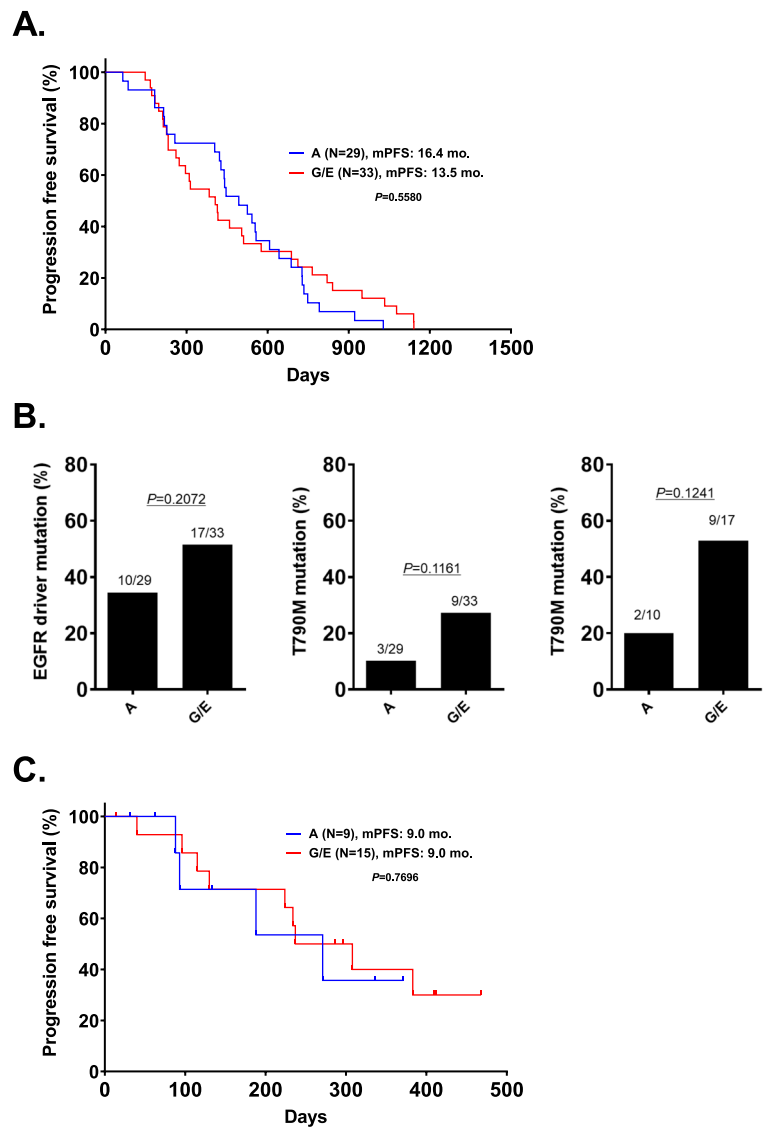 A.
Progression free survival (%)
100
80
60
40
20
0
0 300 600 900 1200 1500
Days
A (N=29), mPFS: 16.4 mo.
G/E (N=33), mPFS: 13.5 mo.
P=0.5580
B.
EGFR driver mutation (%)
80
60
40
20
0
P=0.2072
10/29
17/33
A
G/E
T790M mutation (%)
80
60
40
20
0
P=0.1161
3/29
9/33
A
G/E
T790M mutation (%)
80
60
40
20
0
P=0.1241
2/10
9/17
A
G/E
C.
Progression free survival (%)
100
80
60
40
20
0
0 100 200 300 400 500
Days
A (N=9), mPFS: 9.0 mo.
G/E (N=15), mPFS: 9.0 mo.
P=0.7696